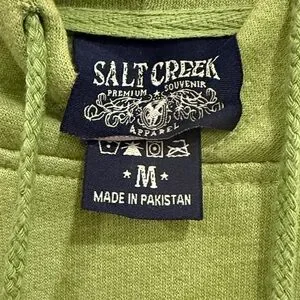 SALT CREEK
PREMIUM SOUVENIR
APPAREL
M
MADE IN PAKISTAN